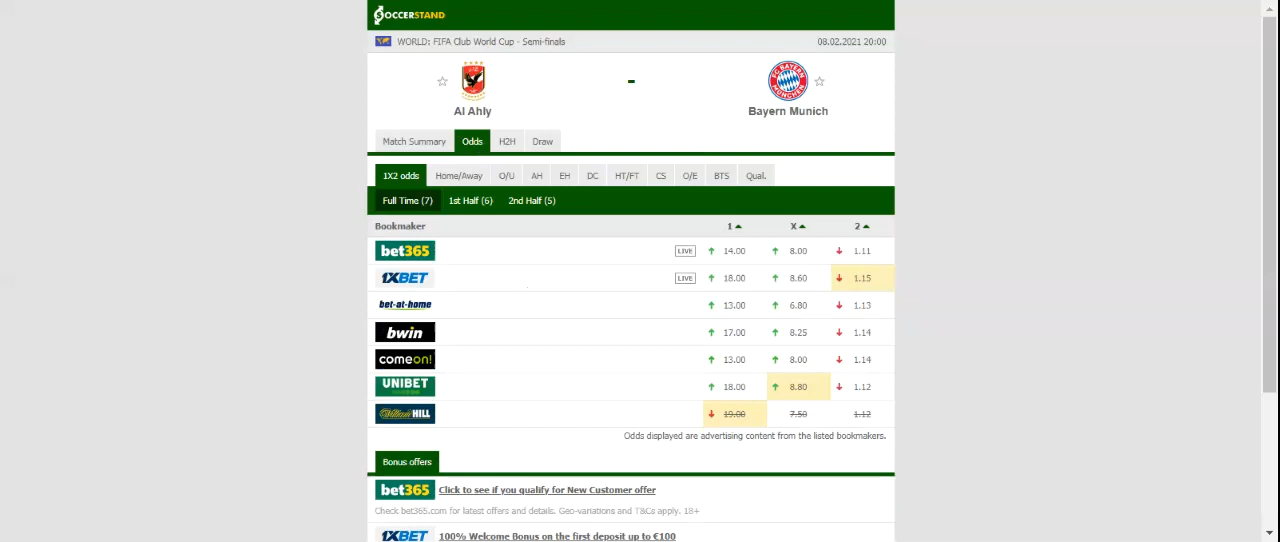 SOCCERSTAND
WORLD: FIFA Club World Cup - Semi-finals 08.02.2021 20:00
FC BAYERN MÜNCHEN
Al Ahly - Bayern Munich
Match Summary Odds H2H Draw
1X2 odds Home/Away O/U AH EH DC HT/FT CS O/E BTS Qual.
Full Time (7) 1st Half (6) 2nd Half (5)
Bookmaker 1 X 2
bet365 LIVE 14.00 8.00 1.11
1XBET LIVE 18.00 8.60 1.15
bet-at-home 13.00 6.80 1.13
bwin 17.00 8.25 1.14
comeon! 13.00 8.00 1.14
UNIBET 18.00 8.80 1.12
William HILL 19.00 7.50 1.12
Odds displayed are advertising content from the listed bookmakers.
Bonus offers
bet365 Click to see if you qualify for New Customer offer
Check bet365.com for latest offers and details. Geo-variations and T&Cs apply. 18+
1XBET 100% Welcome Bonus on the first deposit up to €100